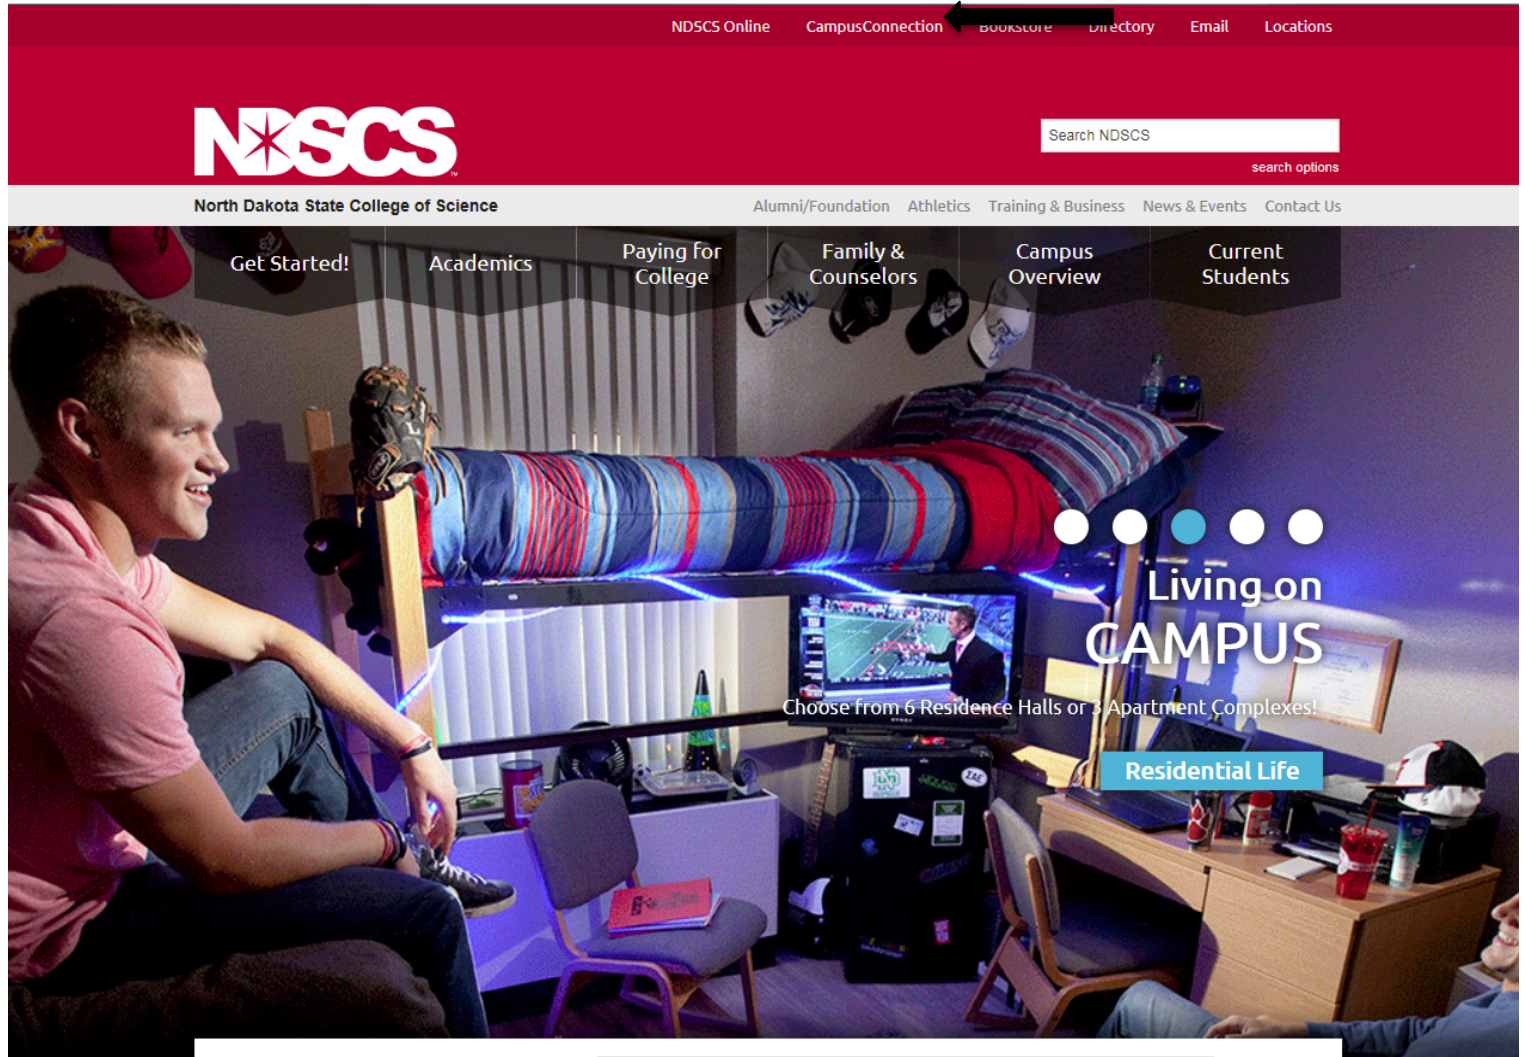 NDSCS Online CampusConnection Bookstore Directory Email Locations
NDSCS
Search NDSCS
search options
North Dakota State College of Science
Alumni/Foundation Athletics Training & Business News & Events Contact Us
Get Started!
Academics
Paying for
College
Family &
Counselors
Campus
Overview
Current
Students
Living on
CAMPUS
Choose from 6 Residence Halls or 3 Apartment Complexes!
Residential Life